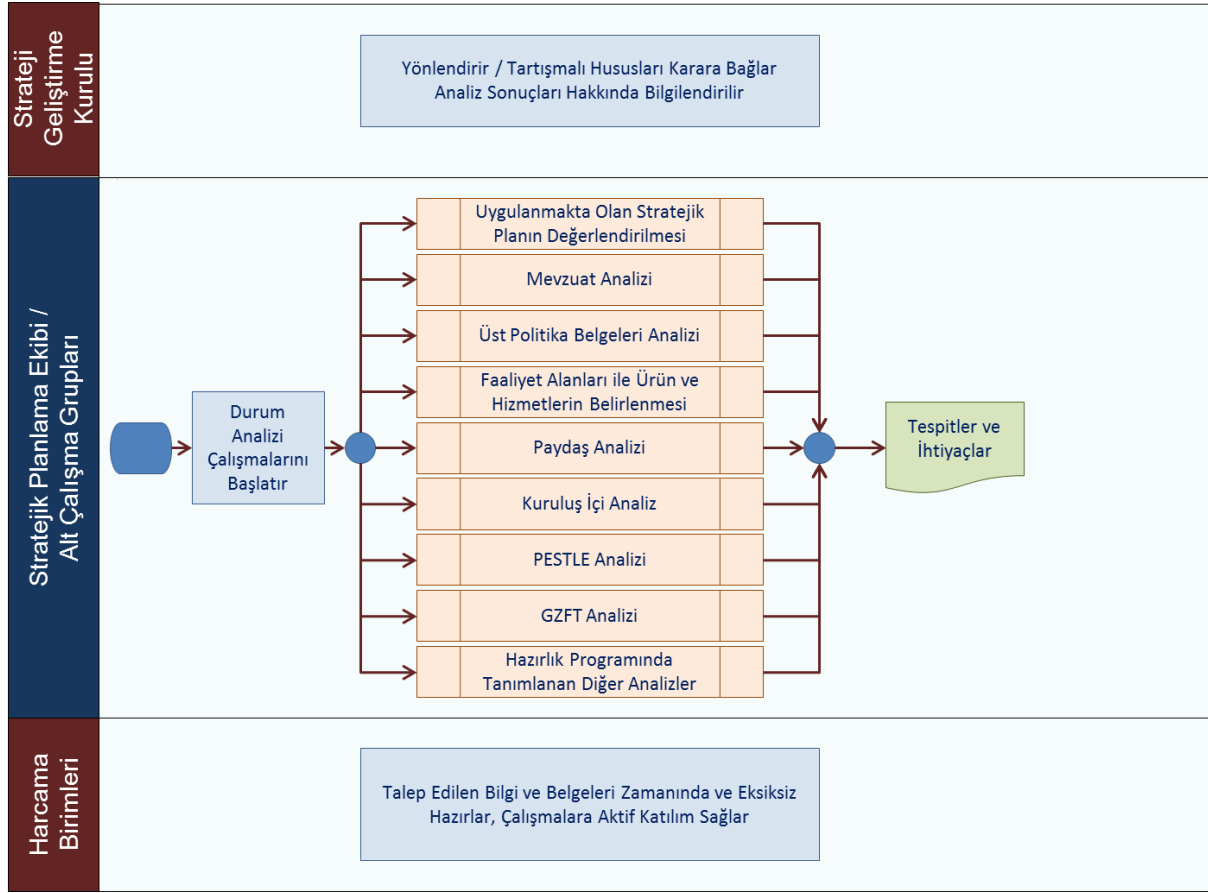 Strateji
Geliştirme
Kurulu
Yönlendirir / Tartışmalı Hususları Karara Bağlar
Analiz Sonuçları Hakkında Bilgilendirilir
Stratejik Planlama Ekibi /
Alt Çalışma Grupları
Durum
Analizi
Çalışmalarını
Başlatır
Uygulanmakta Olan Stratejik
Planın Değerlendirilmesi
Mevzuat Analizi
Üst Politika Belgeleri Analizi
Faaliyet Alanları ile Ürün ve
Hizmetlerin Belirlenmesi
Paydaş Analizi
Kuruluş İçi Analiz
PESTLE Analizi
GZFT Analizi
Hazırlık Programında
Tanımlanan Diğer Analizler
Tespitler ve
İhtiyaçlar
Harcama
Birimleri
Talep Edilen Bilgi ve Belgeleri Zamanında ve Eksiksiz
Hazırlar, Çalışmalara Aktif Katılım Sağlar